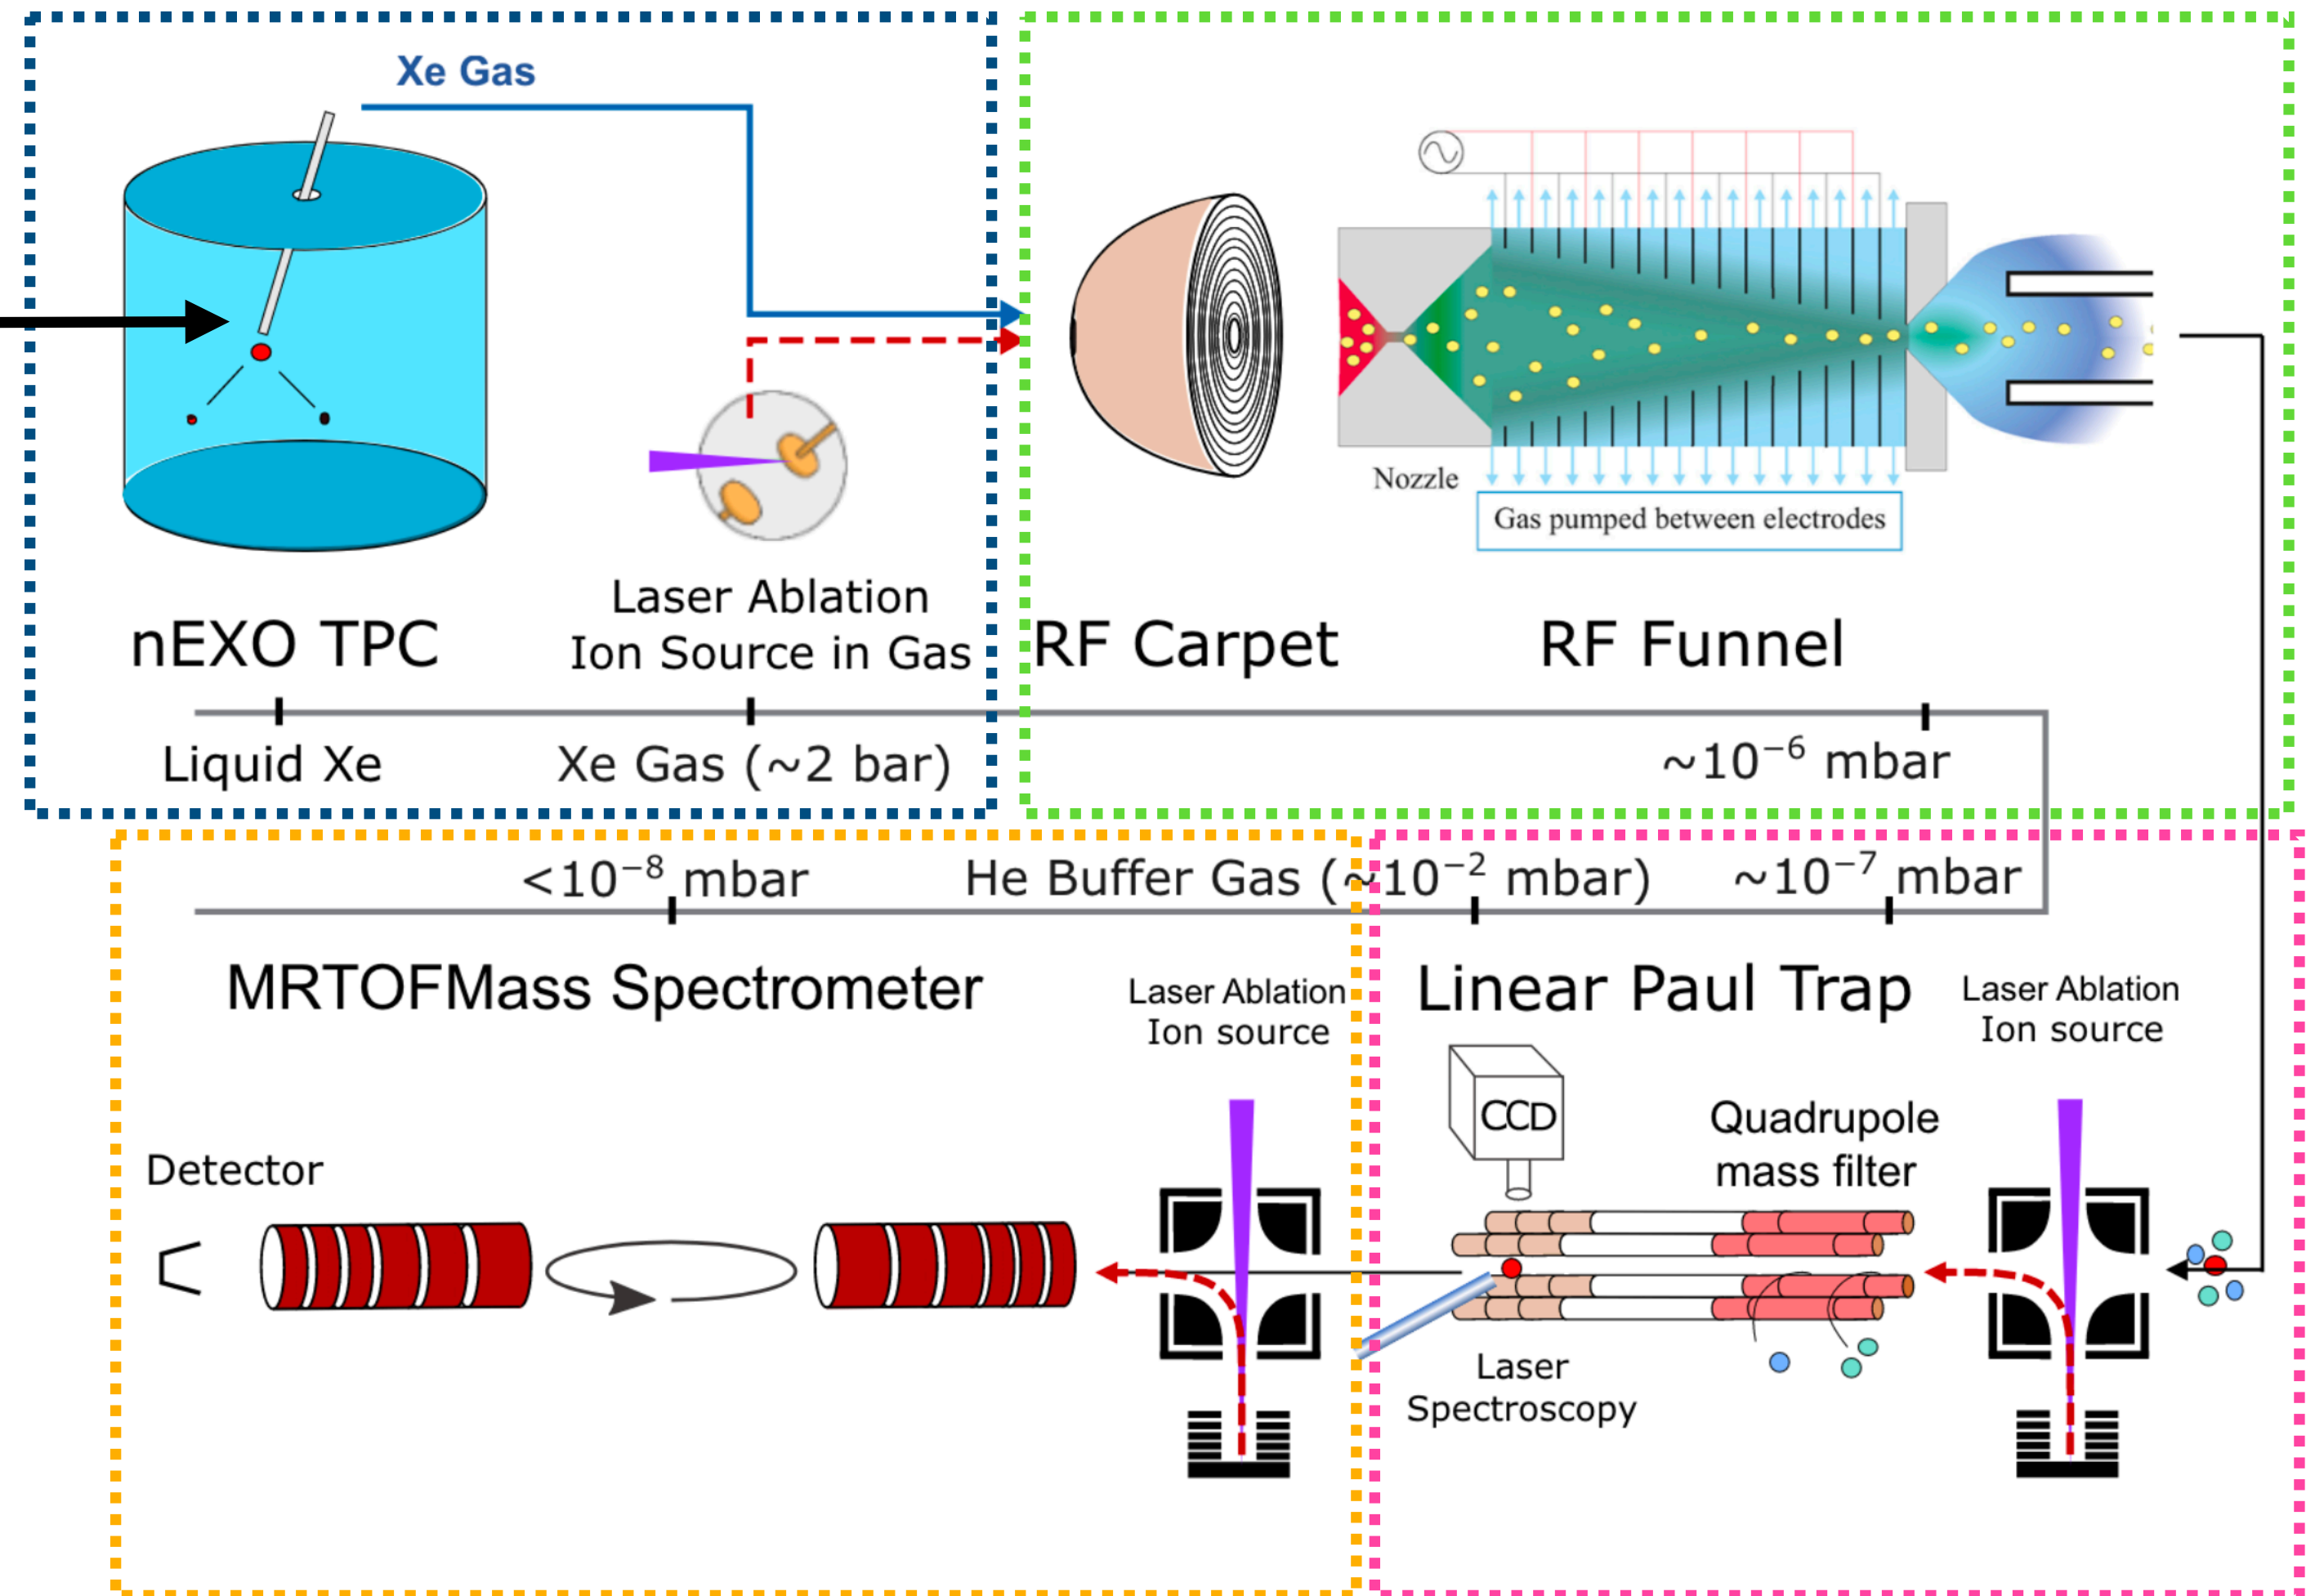 Xe Gas
Nozzle
Gas pumped between electrodes
Laser Ablation
Ion Source in Gas
nEXO TPC
RF Carpet
RF Funnel
Liquid Xe
Xe Gas (~2 bar)
~10⁻⁶ mbar
<10⁻⁸ mbar
He Buffer Gas (~10⁻² mbar)
~10⁻⁷ mbar
MRTOFMass Spectrometer
Laser Ablation
Ion source
Linear Paul Trap
Laser Ablation
Ion source
CCD
Quadrupole
mass filter
Detector
Laser
Spectroscopy